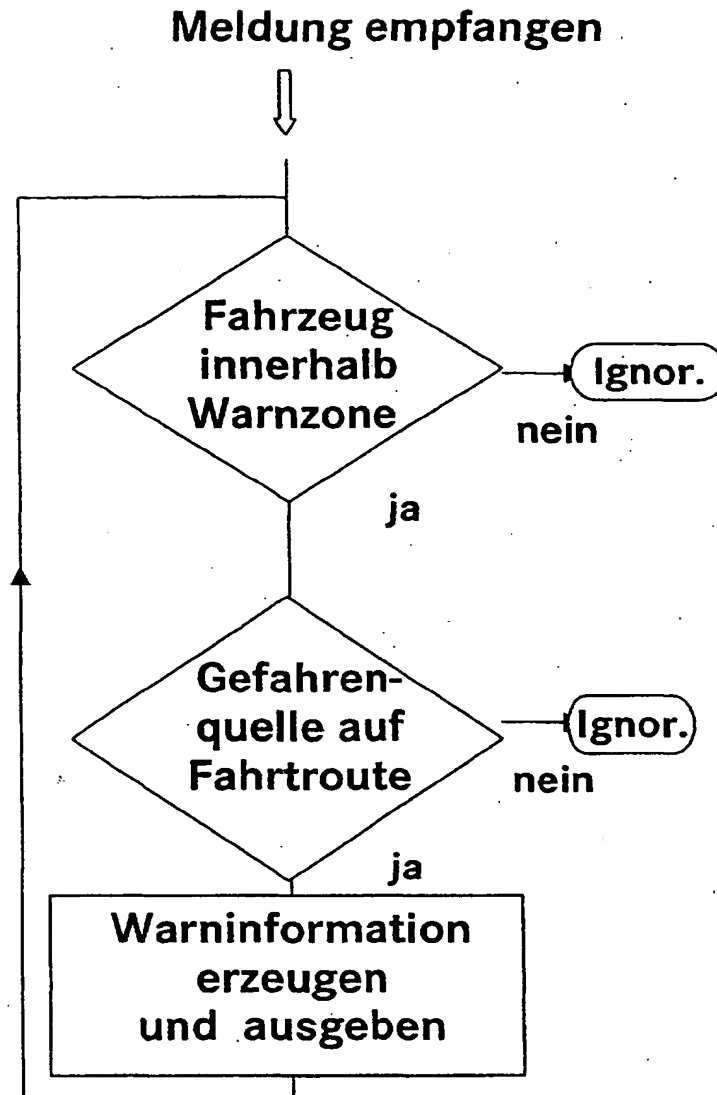 Meldung empfangen
Fahrzeug
innerhalb
Warnzone
Ignor.
nein
ja
Gefahren-
quelle auf
Fahrtroute
Ignor.
nein
ja
Warninformation
erzeugen
und ausgeben